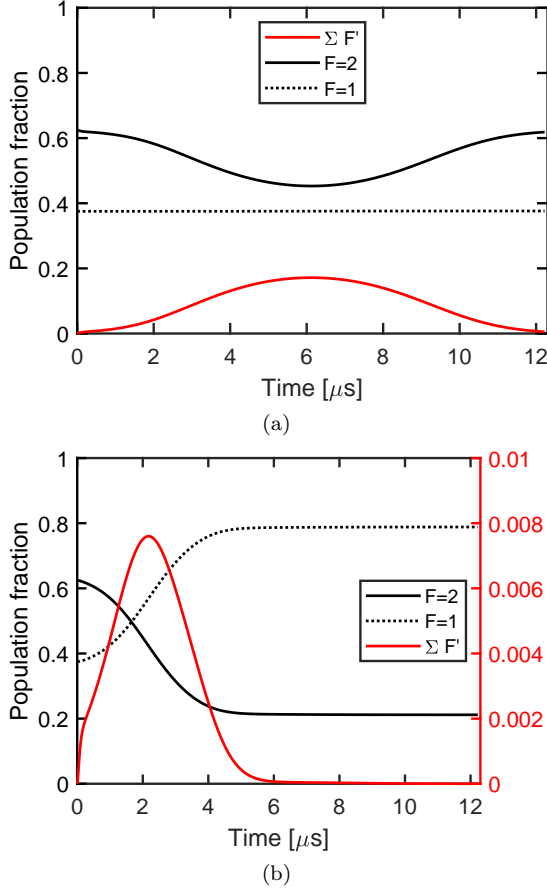 1
0.8
0.6
0.4
0.2
0
Population fraction
Σ F'
F=2
F=1
0 2 4 6 8 10 12
Time [μs]
(a)
1
0.8
0.6
0.4
0.2
0
Population fraction
0.01
0.008
0.006
0.004
0.002
0
F=2
F=1
Σ F'
0 2 4 6 8 10 12
Time [μs]
(b)